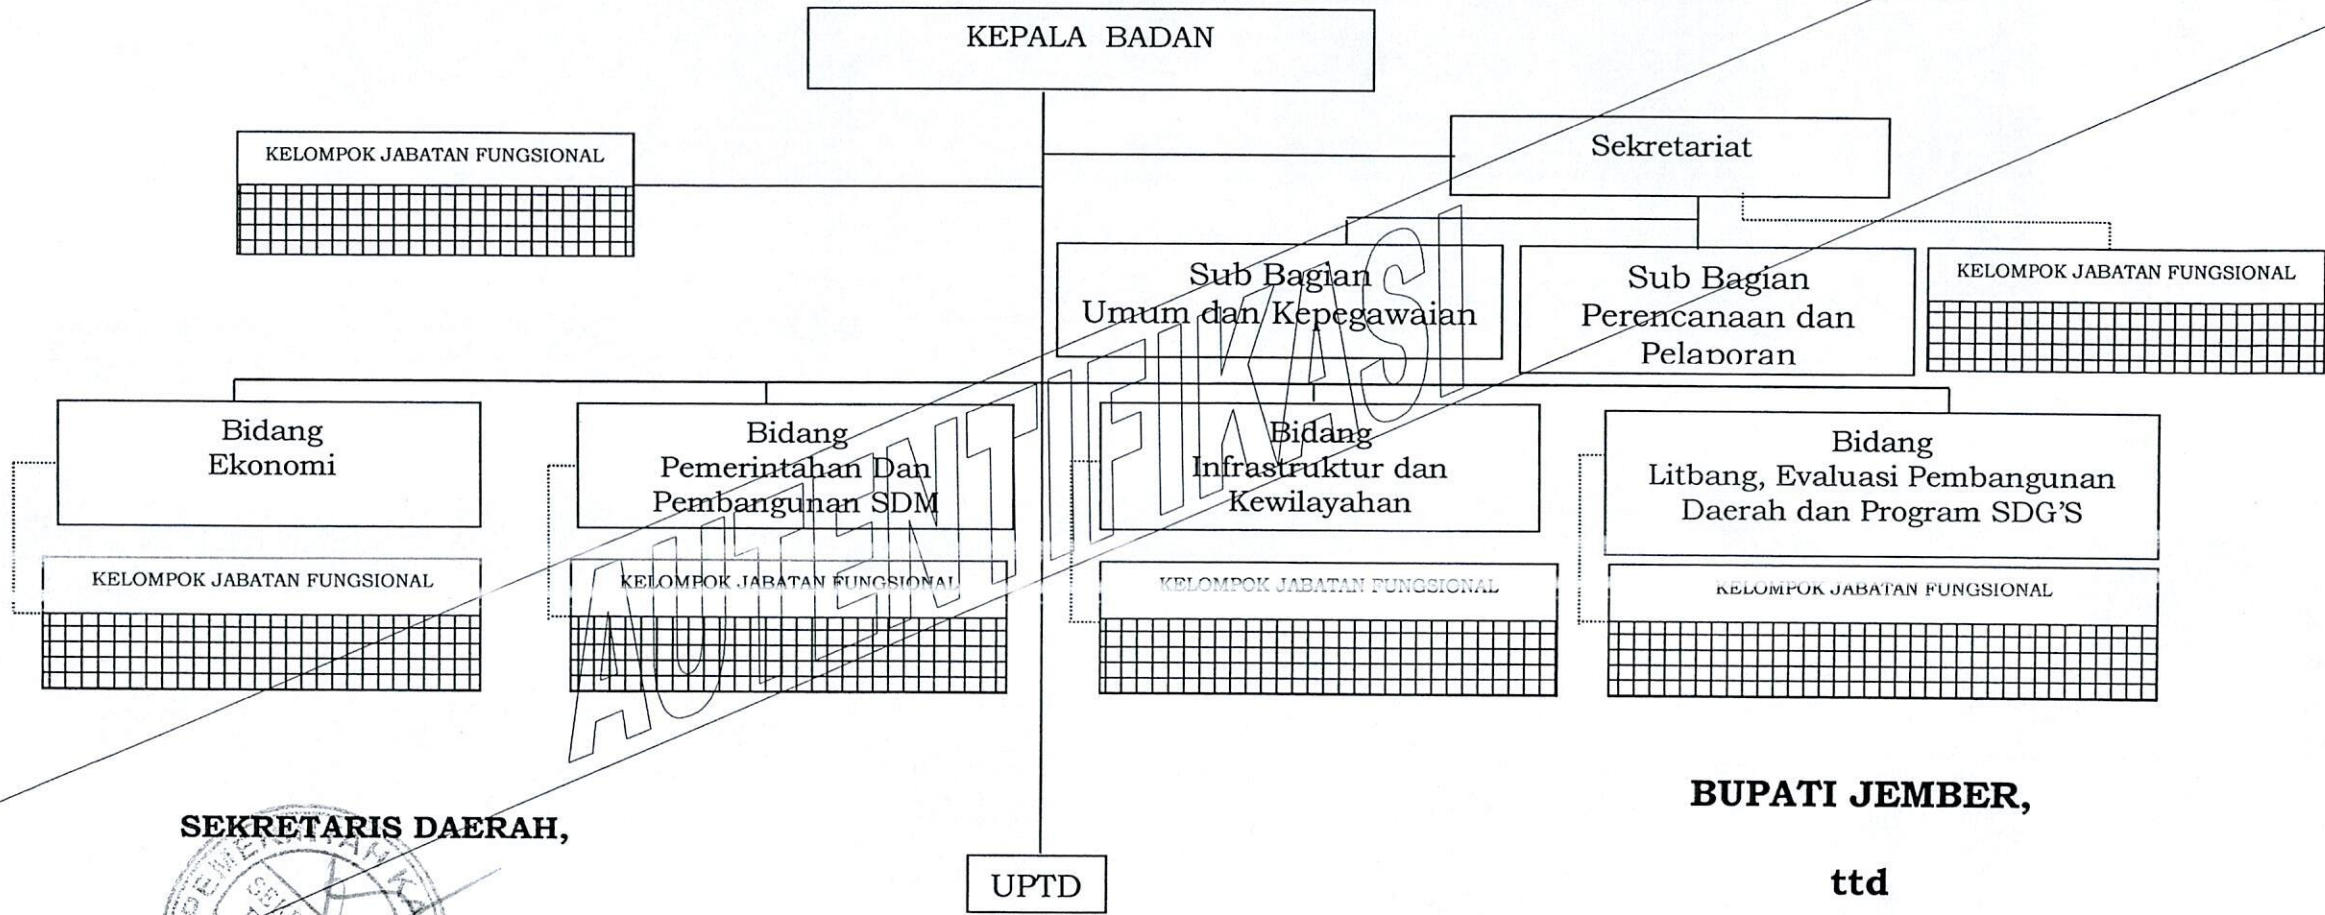 KEPALA BADAN
KELOMPOK JABATAN FUNGSIONAL
Sekretariat
Sub Bagian
Umum dan Kepegawaian
Sub Bagian
Perencanaan dan
Pelaporan
KELOMPOK JABATAN FUNGSIONAL
Bidang
Ekonomi
Bidang
Pemerintahan Dan
Pembangunan SDM
Bidang
Infrastruktur dan
Kewilayahan
Bidang
Litbang, Evaluasi Pembangunan
Daerah dan Program SDG'S
KELOMPOK JABATAN FUNGSIONAL
KELOMPOK JABATAN FUNGSIONAL
KELOMPOK JABATAN FUNGSIONAL
KELOMPOK JABATAN FUNGSIONAL
AUTENTIFIKASI
SEKRETARIS DAERAH,
BUPATI JEMBER,
UPTD
ttd